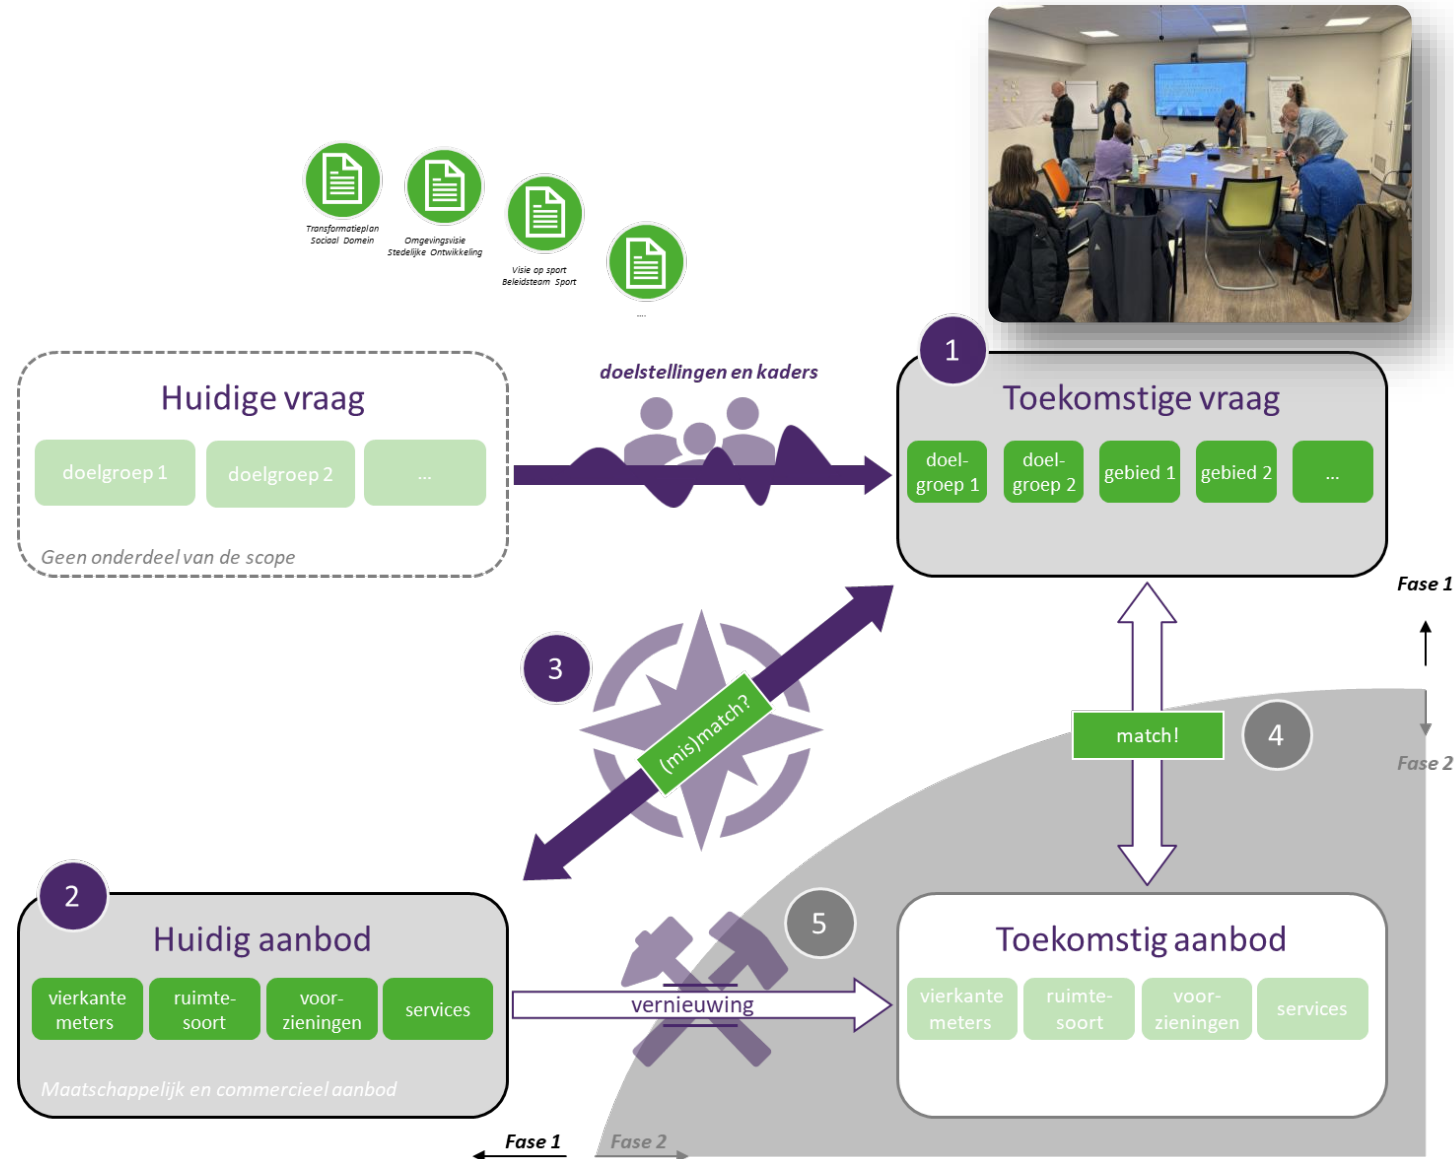 Transformatieplan
Sociaal Domein
Omgevingsvisie
Stedelijke Ontwikkeling
Visie op sport
Beleidsteam Sport
....
Huidige vraag
doelgroep 1
doelgroep 2
...
Geen onderdeel van de scope
doelstellingen en kaders
1
Toekomstige vraag
doel-
groep 1
doel-
groep 2
gebied 1
gebied 2
...
Fase 1
Fase 2
3
(mis)match?
match!
4
2
Huidig aanbod
vierkante
meters
ruimte-
soort
voor-
zieningen
services
Maatschappelijk en commercieel aanbod
5
vernieuwing
Toekomstig aanbod
vierkante
meters
ruimte-
soort
voor-
zieningen
services
Fase 1
Fase 2